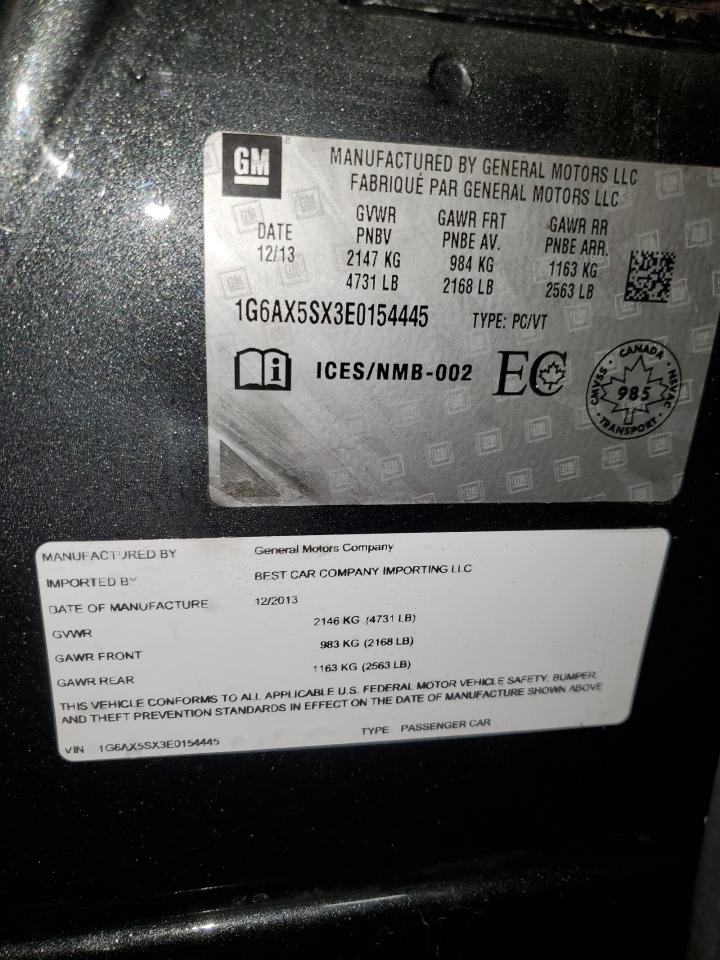 GM
MANUFACTURED BY GENERAL MOTORS LLC
FABRIQUÉ PAR GENERAL MOTORS LLC
DATE
12/13
GVWR
PNBV
2147 KG
4731 LB
GAWR FRT
PNBE AV.
984 KG
2168 LB
GAWR RR
PNBE ARR.
1163 KG
2563 LB
1G6AX5SX3E0154445 TYPE: PC/VT
i ICES/NMB-002 EC
CANADA
CMVSS 985 NSVAC
TRANSPORT
MANUFACTURED BY General Motors Company
IMPORTED BY BEST CAR COMPANY IMPORTING LLC
DATE OF MANUFACTURE 12/2013
GVWR 2146 KG (4731 LB)
GAWR FRONT 983 KG (2168 LB)
GAWR REAR 1163 KG (2563 LB)
THIS VEHICLE CONFORMS TO ALL APPLICABLE U.S. FEDERAL MOTOR VEHICLE SAFETY, BUMPER,
AND THEFT PREVENTION STANDARDS IN EFFECT ON THE DATE OF MANUFACTURE SHOWN ABOVE
VIN 1G6AX5SX3E0154445 TYPE PASSENGER CAR